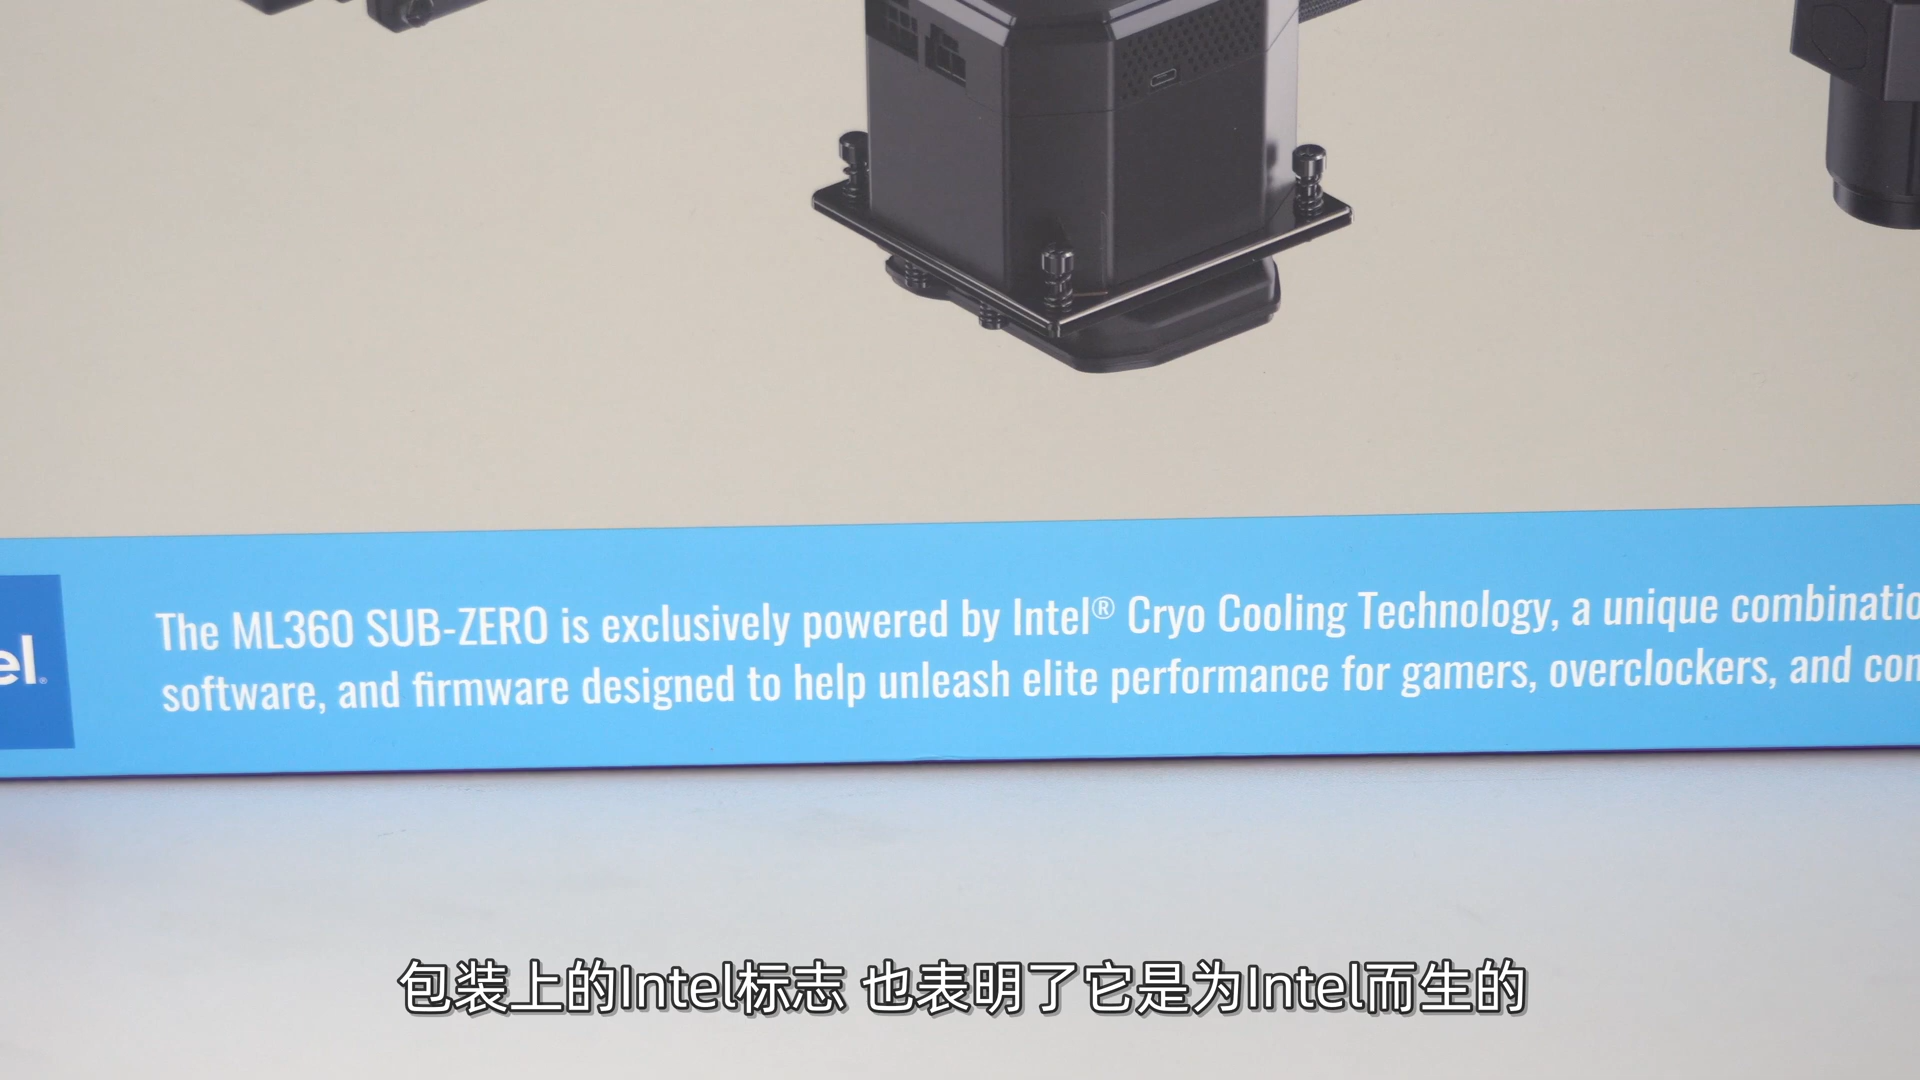 el
The ML360 SUB-ZERO is exclusively powered by Intel® Cryo Cooling Technology, a unique combinatio
software, and firmware designed to help unleash elite performance for gamers, overclockers, and con
包装上的Intel标志 也表明了它是为Intel而生的